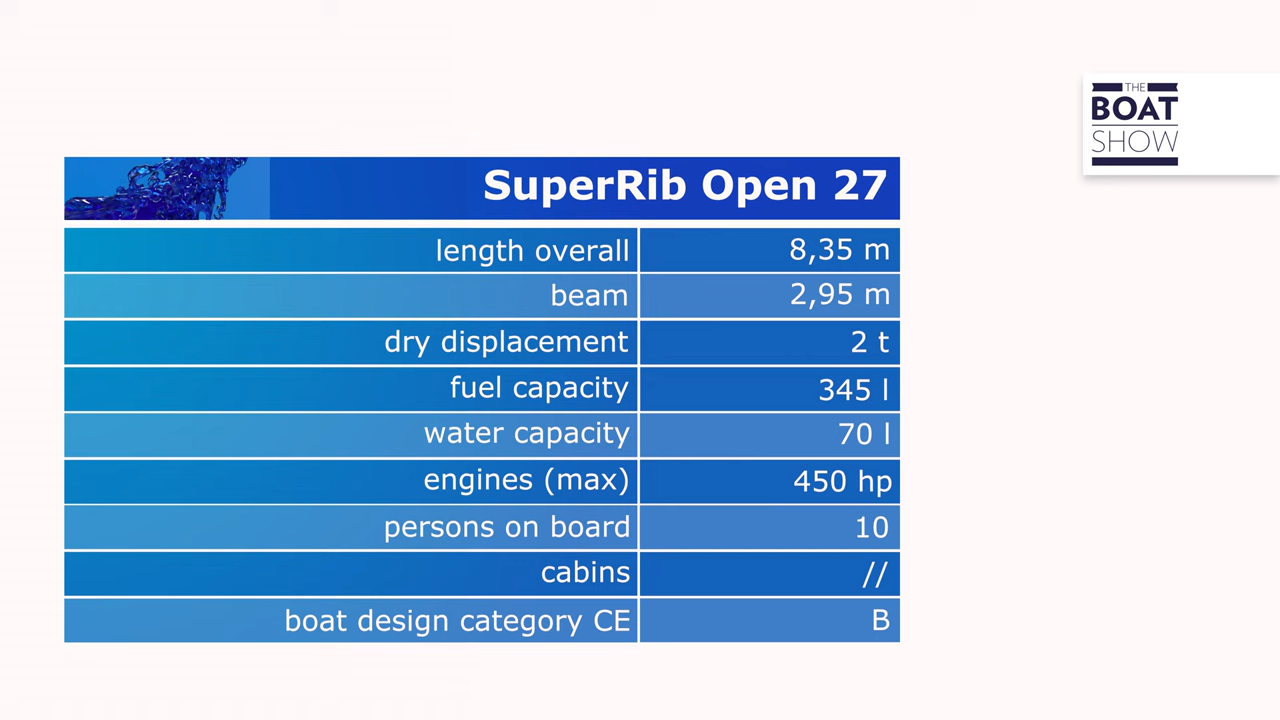 THE
BOAT
SHOW
SuperRib Open 27
length overall 8,35 m
beam 2,95 m
dry displacement 2 t
fuel capacity 345 l
water capacity 70 l
engines (max) 450 hp
persons on board 10
cabins //
boat design category CE B